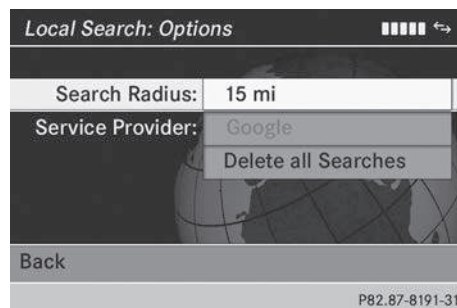 Local Search: Options
Search Radius: 15 mi
Service Provider: Google
Delete all Searches
Back
P82.87-8191-31